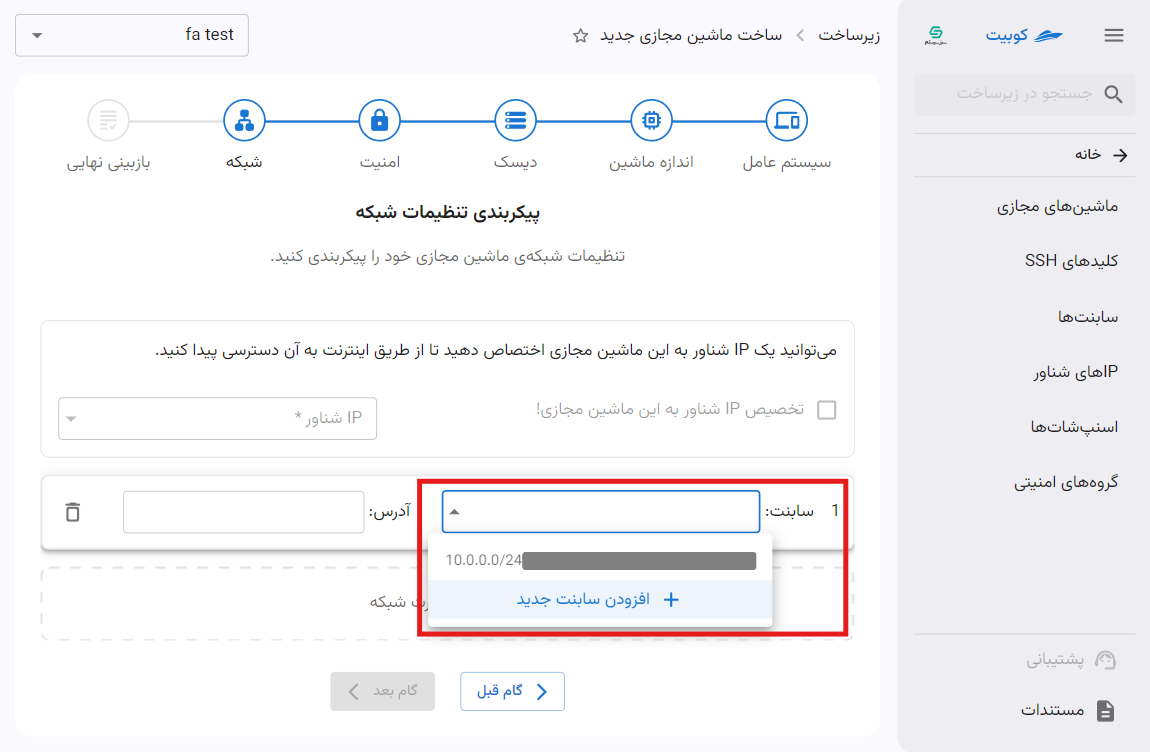 کوبیت
جستجو در زیرساخت
خانه
ماشین‌های مجازی
کلیدهای SSH
سابنت‌ها
IPهای شناور
اسنپ‌شات‌ها
گروه‌های امنیتی
پشتیبانی
مستندات
زیرساخت > ساخت ماشین مجازی جدید
fa test
سیستم عامل
اندازه ماشین
دیسک
امنیت
شبکه
بازبینی نهایی
پیکربندی تنظیمات شبکه
تنظیمات شبکه‌ی ماشین مجازی خود را پیکربندی کنید.
می‌توانید یک IP شناور به این ماشین مجازی اختصاص دهید تا از طریق اینترنت به آن دسترسی پیدا کنید.
تخصیص IP شناور به این ماشین مجازی!
IP شناور *
1 سابنت:
آدرس:
10.0.0.0/24
+ افزودن سابنت جدید
شبکه
گام قبل
گام بعد